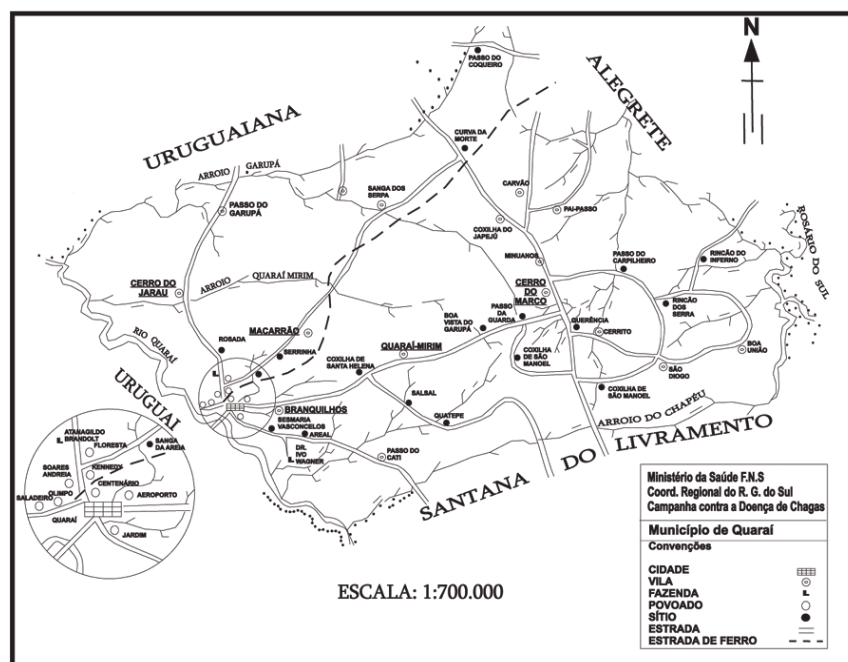 N
PASSO DO
COQUEIRO
ALEGRETE
URUGUAIANA
CURVA DA
MORTE
ARROIO GARUPÁ
CARVÃO
SANGA DOS
SERPA
PASSO DO
GARUPÁ
PAI-PASSO
ROSÁRIO DO SUL
COXILHA DO
JAPEJÚ
MINUANOS
PASSO DO
CARPILHEIRO
RINCÃO DO
INFERNO
ARROIO QUARAÍ MIRIM
CERRO DO
JARAU
CERRO
DO
MARCO
RINCÃO
DOS
SERRA
PASSO
DA
GUARDA
BOA
VISTA DO
GARUPÁ
QUERÊNCIA
CERRITO
MACARRÃO
RIO QUARAÍ
ROSADA
SERRINHA
QUARAÍ-MIRIM
COXILHA
DE SÃO
MANOEL
BOA
UNIÃO
COXILHA DE
SANTA HELENA
SÃO
DIOGO
COXILHA DE
SÃO MANOEL
URUGUAI
SALSAL
BRANQUILHOS
QUATEPE
ARROIO DO CHAPÉU
SESMARIA
VASCONCELOS
AREAL
DR.
IVO
WAGNER
PASSO DO
CATI
SANTANA DO LIVRAMENTO
ATANAGILDO
BRANDOLT
FLORESTA
SANGA
DA AREIA
SOARES
ANDREIA
KENNEDY
CENTENÁRIO
OLIMPO
SALADEIRO
AEROPORTO
QUARAÍ
JARDIM
ESCALA: 1:700.000
Ministério da Saúde F.N.S
Coord. Regional do R. G. do Sul
Campanha contra a Doença de Chagas
Município de Quaraí
Convenções
CIDADE
VILA
FAZENDA
POVOADO
SÍTIO
ESTRADA
ESTRADA DE FERRO